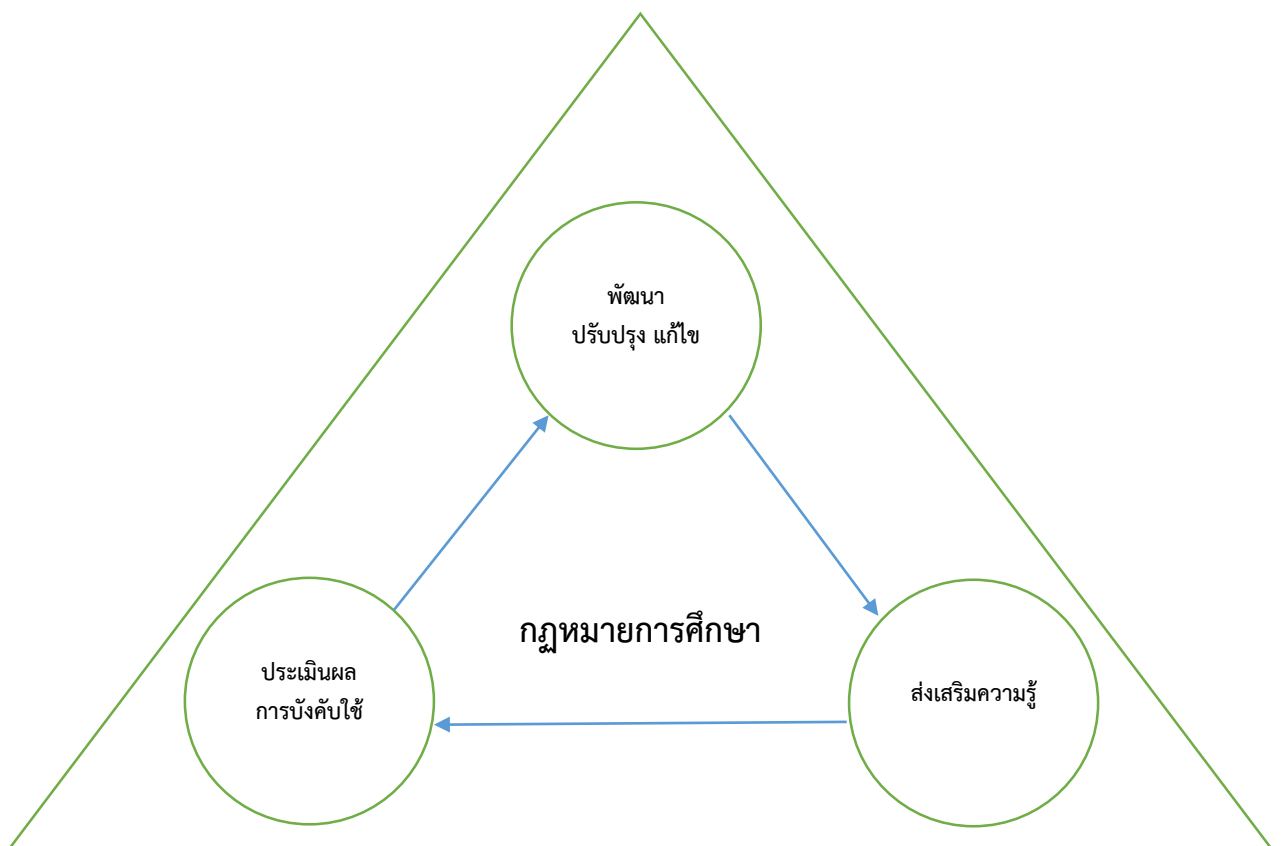 พัฒนา
ปรับปรุง แก้ไข
กฎหมายการศึกษา
ประเมินผล
การบังคับใช้
ส่งเสริมความรู้